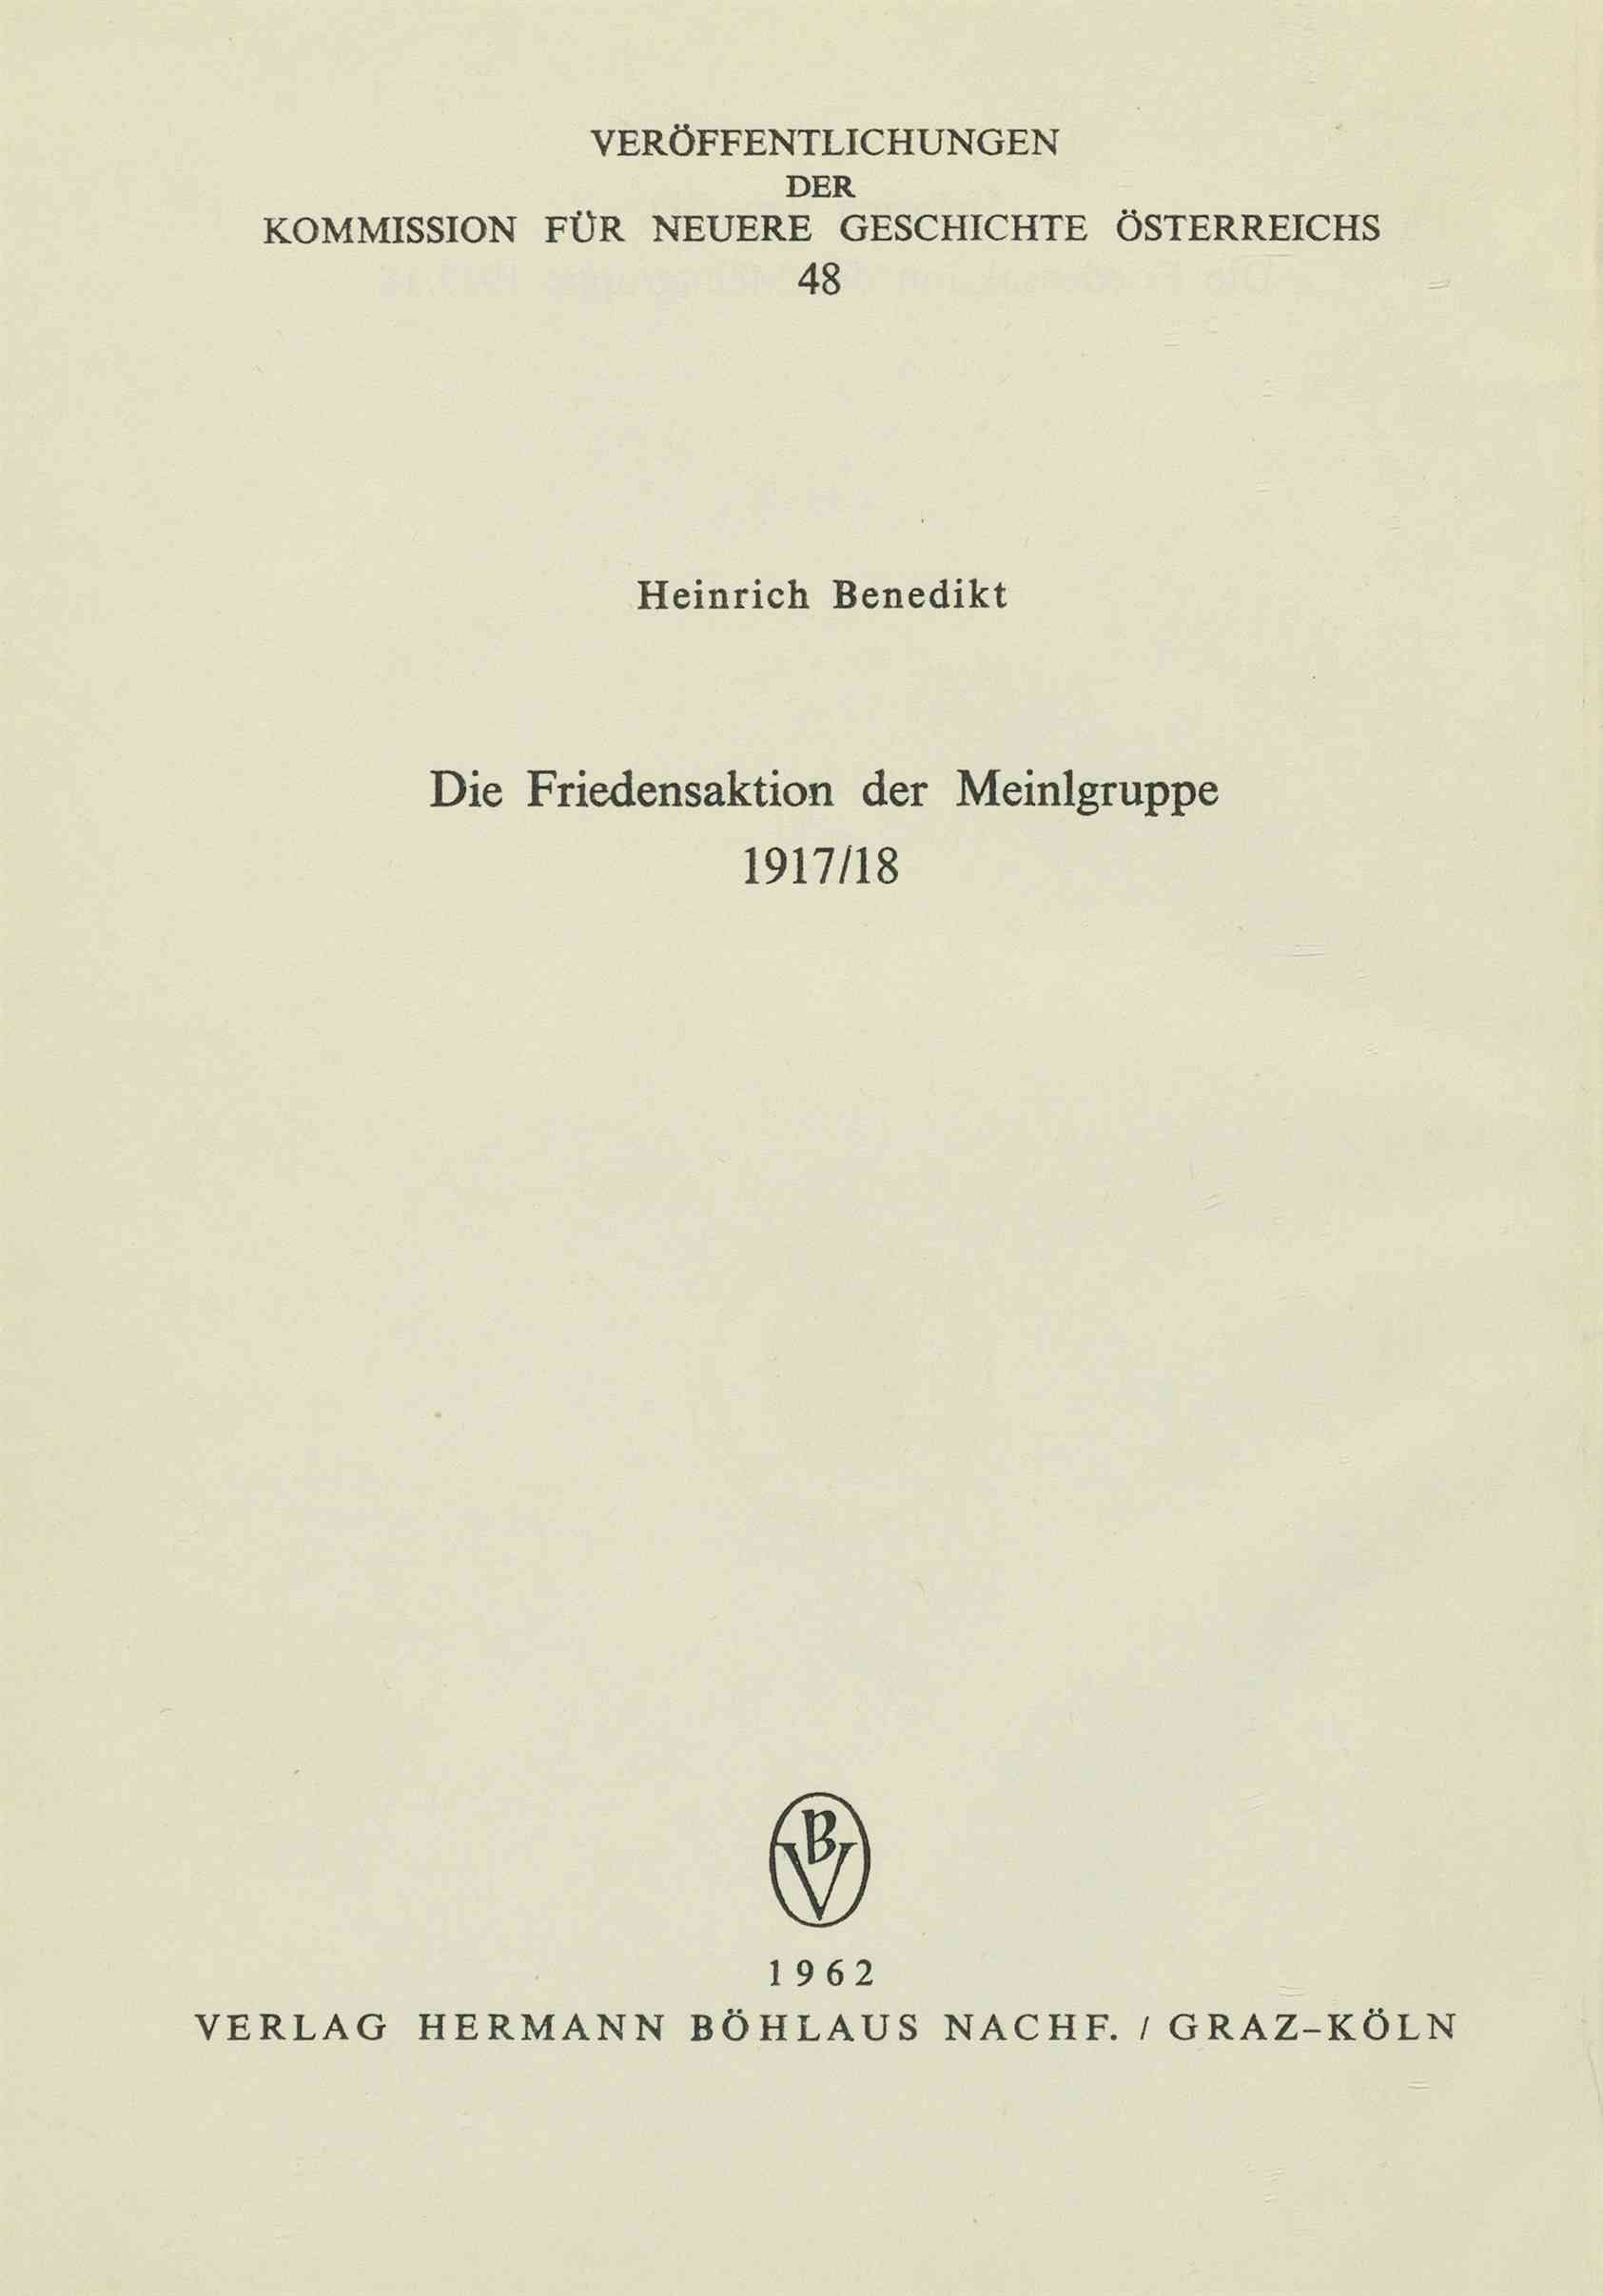 VERÖFFENTLICHUNGEN
DER
KOMMISSION FÜR NEUERE GESCHICHTE ÖSTERREICHS
48
Heinrich Benedikt
Die Friedensaktion der Meinlgruppe
1917/18
BV
1962
VERLAG HERMANN BÖHLAUS NACHF. / GRAZ-KÖLN